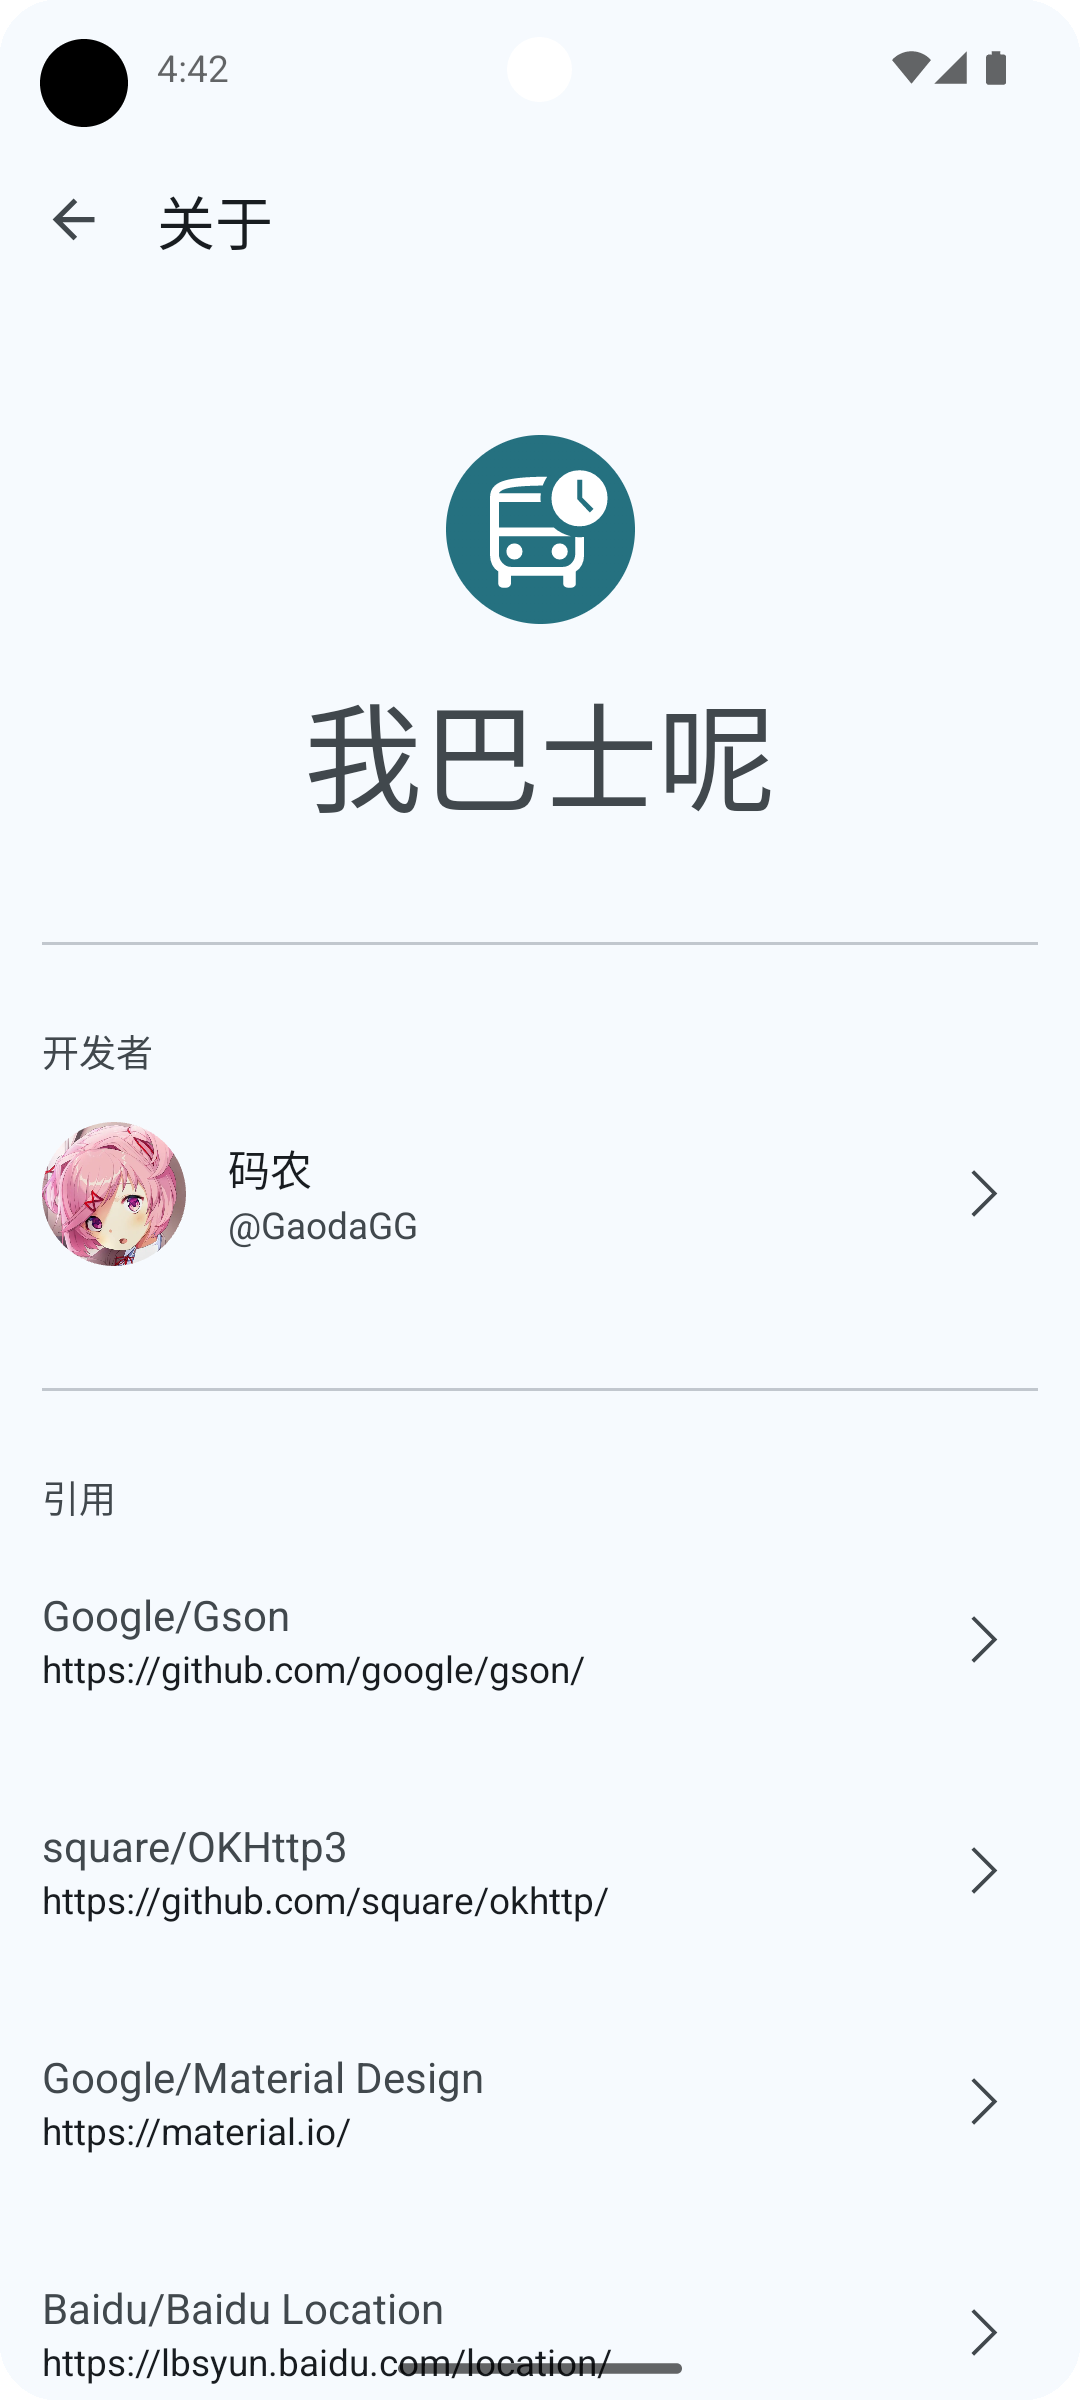 4:42
关于
我巴士呢
开发者
码农
@GaodaGG
引用
Google/Gson
https://github.com/google/gson/
square/OKHttp3
https://github.com/square/okhttp/
Google/Material Design
https://material.io/
Baidu/Baidu Location
https://lbsyun.baidu.com/location/